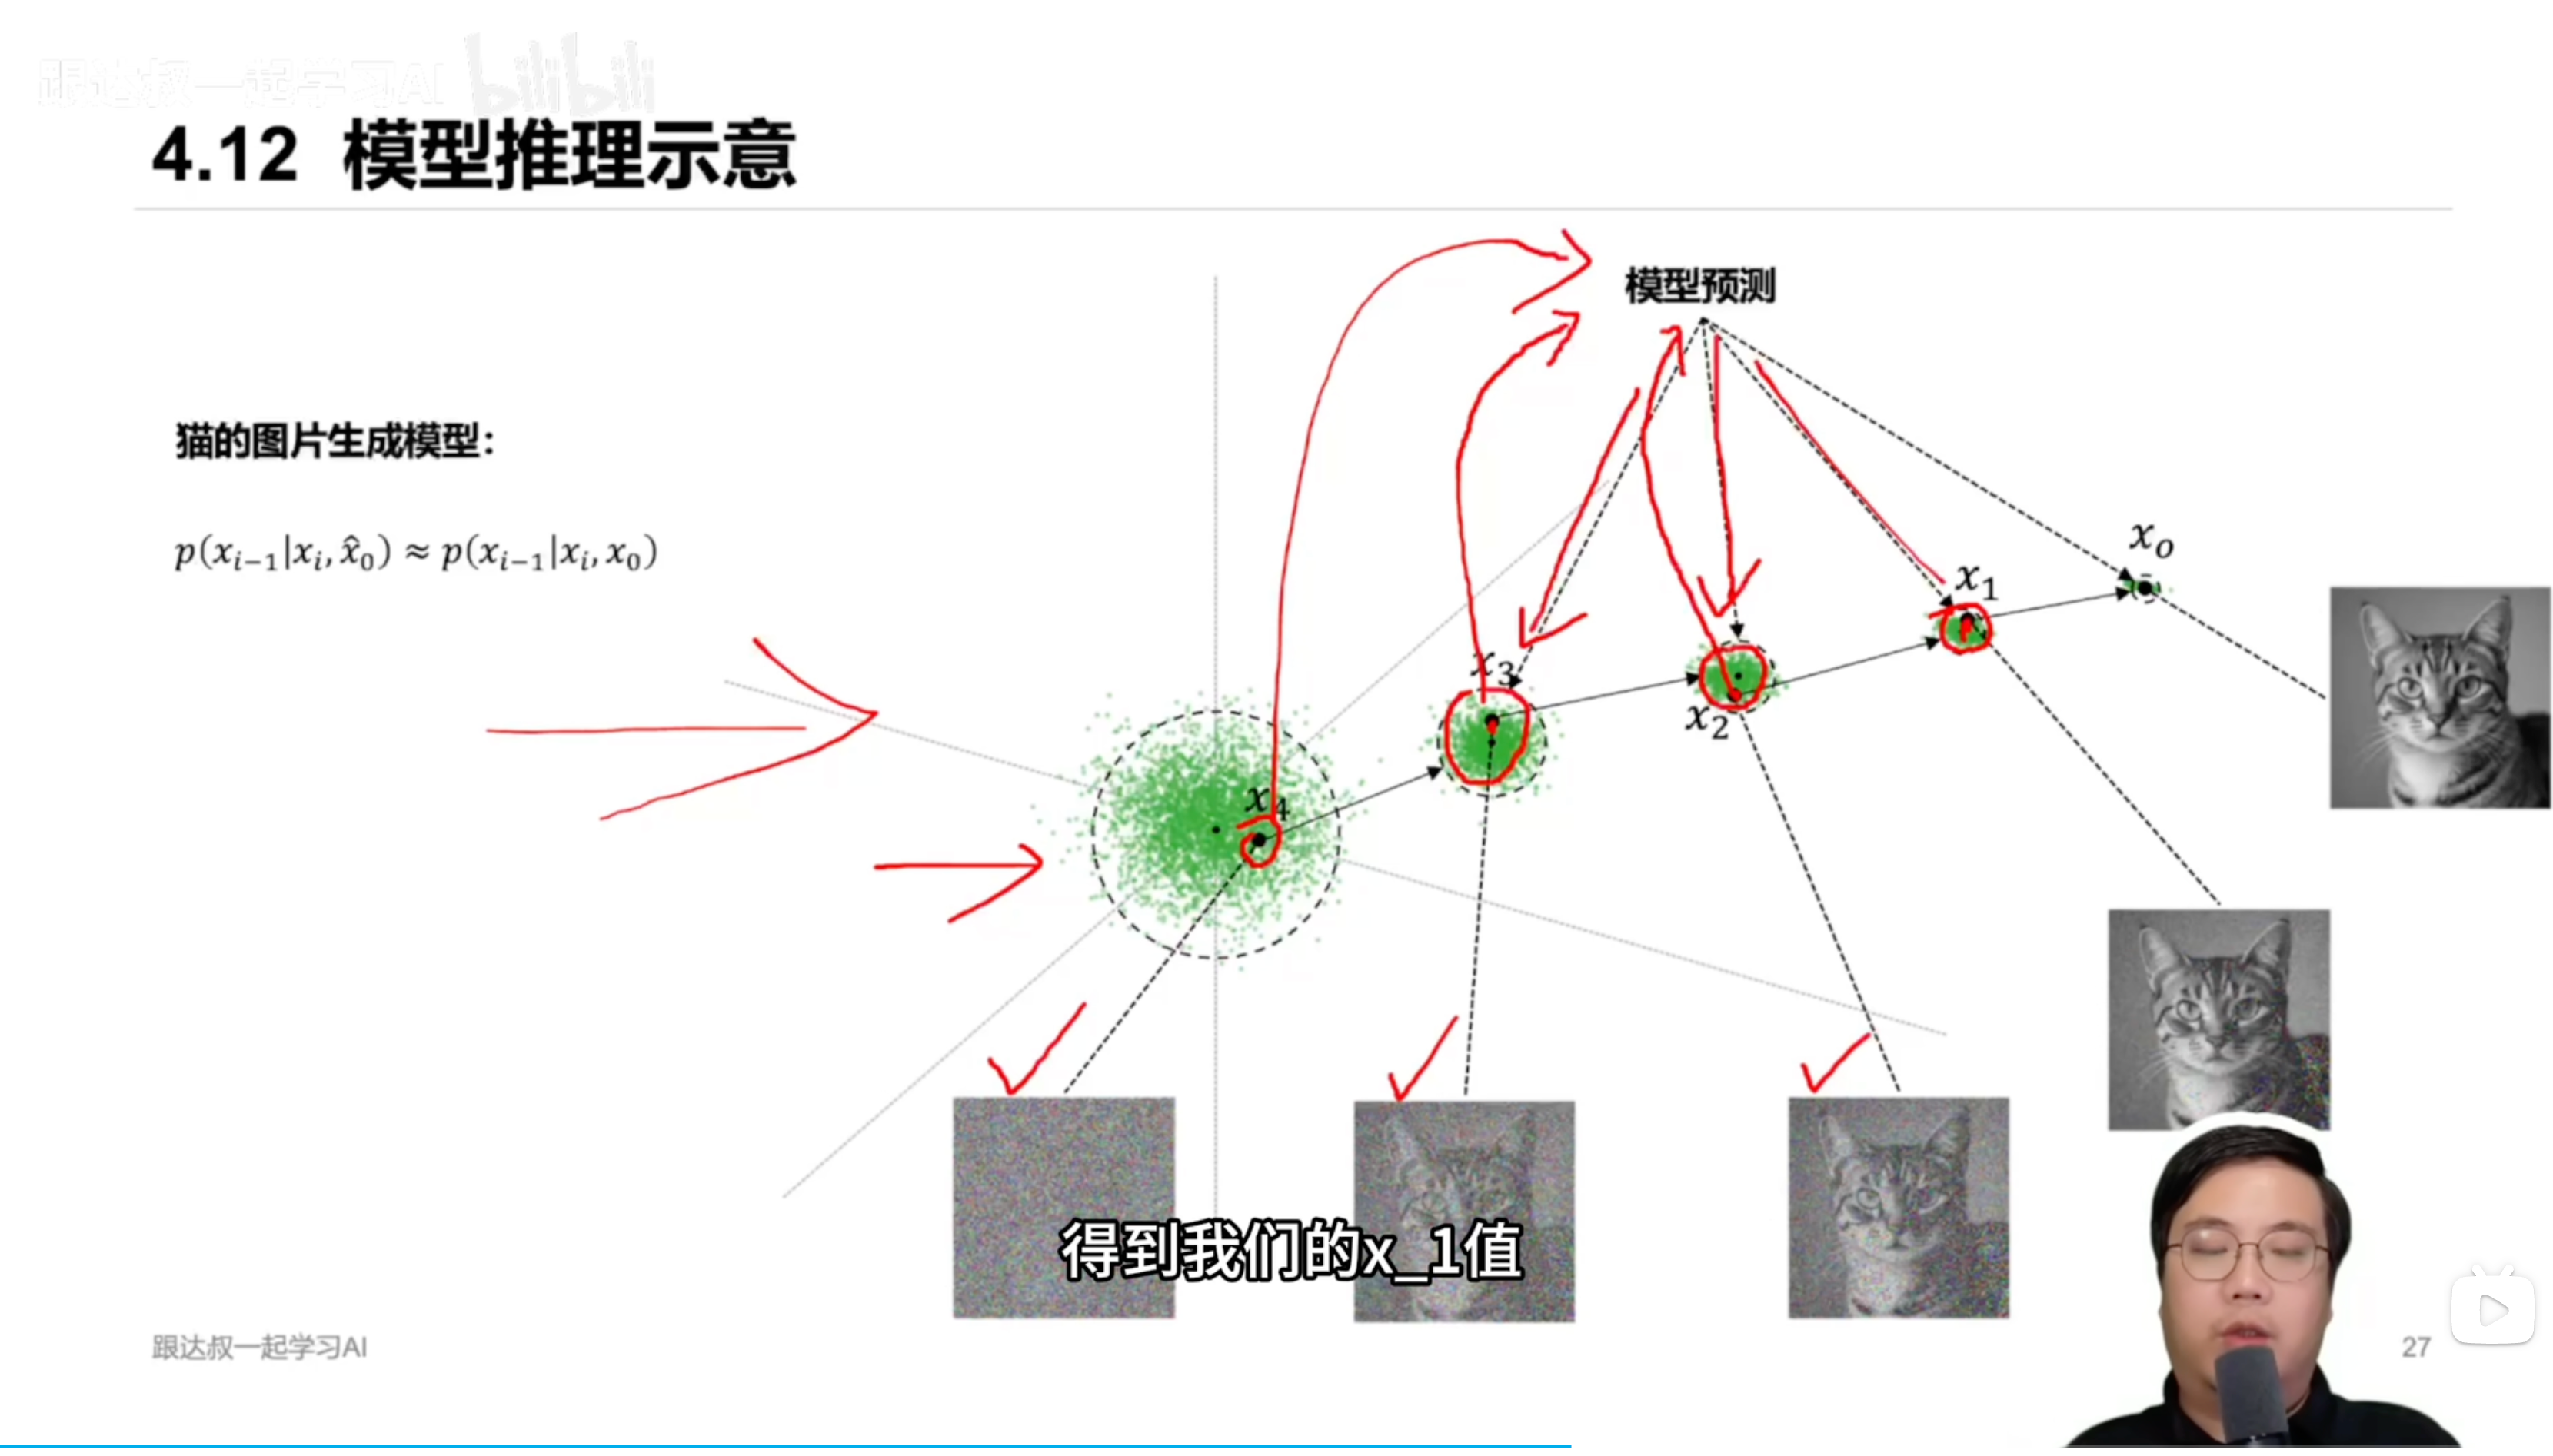 跟达叔一起学习AI bilibili
4.12 模型推理示意
模型预测
猫的图片生成模型：
p(x_{i−1}|x_i, x̂_0) ≈ p(x_{i−1}|x_i, x_0)
x_0
x_1
x_3
x_2
x_4
得到我们的x_1值
跟达叔一起学习AI
27